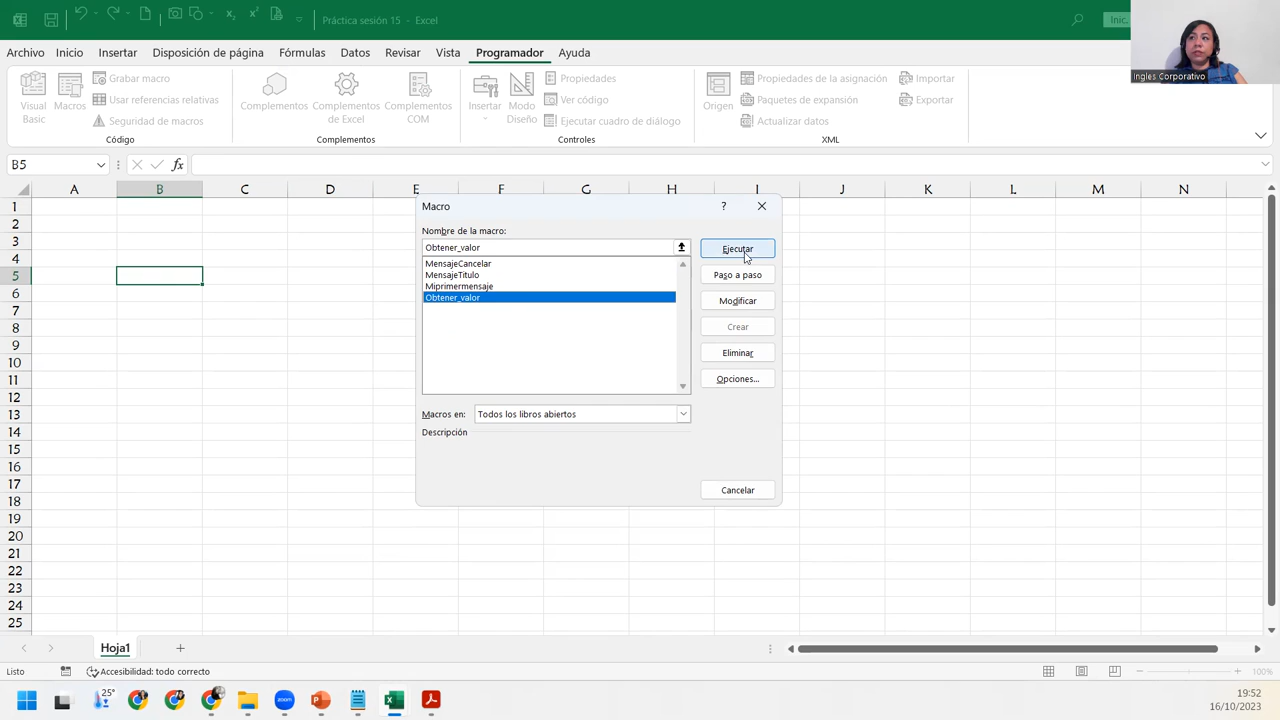 Práctica sesión 15 - Excel
Inic.
Archivo Inicio Insertar Disposición de página Fórmulas Datos Revisar Vista Programador Ayuda
Ingles Corporativo
Visual Basic
Macros
Grabar macro
Usar referencias relativas
Seguridad de macros
Código
Complementos
Complementos de Excel
Complementos COM
Complementos
Insertar
Modo Diseño
Propiedades
Ver código
Ejecutar cuadro de diálogo
Controles
Origen
Propiedades de la asignación
Paquetes de expansión
Actualizar datos
Importar
Exportar
XML
B5
fx
A B C D E F G H I J K L M N
1
2
3
4
5
6
7
8
9
10
11
12
13
14
15
16
17
18
19
20
21
22
23
24
25
Macro
?
Nombre de la macro:
Obtener_valor
MensajeCancelar
MensajeTitulo
Miprimermensaje
Obtener_valor
Ejecutar
Paso a paso
Modificar
Crear
Eliminar
Opciones...
Macros en: Todos los libros abiertos
Descripción
Cancelar
Hoja1
Listo
Accesibilidad: todo correcto
100%
25°
zoom
19:52
16/10/2023